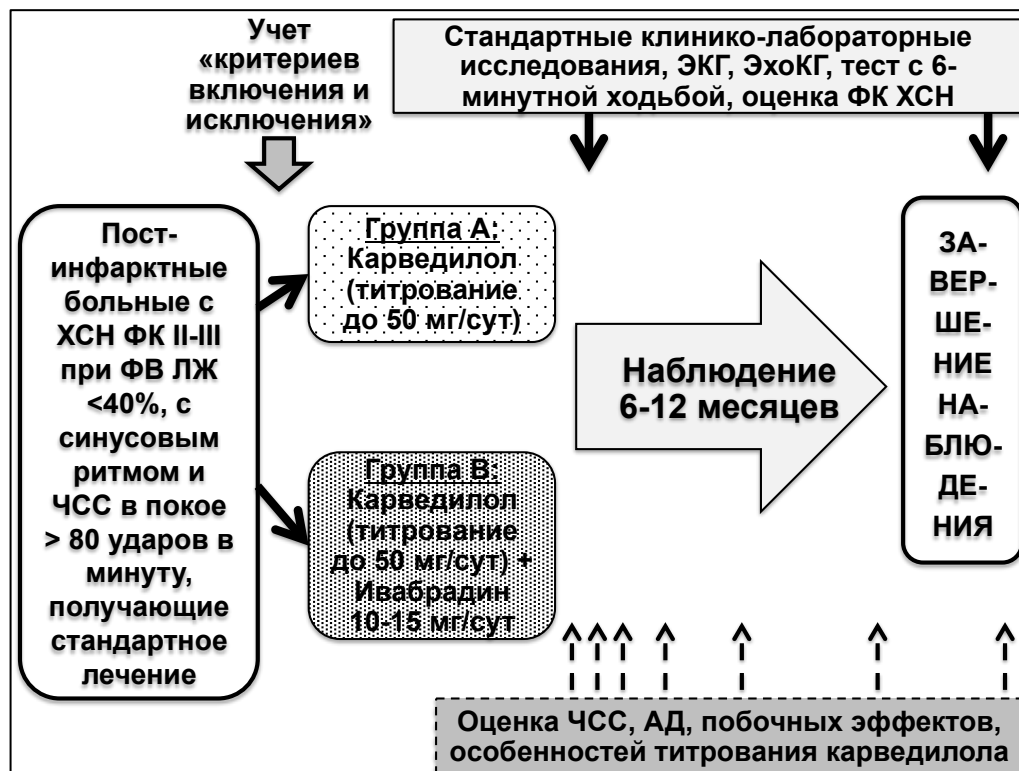 Учет
«критериев
включения и
исключения»
Стандартные клинико-лабораторные
исследования, ЭКГ, ЭхоКГ, тест с 6-
минутной ходьбой, оценка ФК ХСН
Пост-
инфарктные
больные с
ХСН ФК II-III
при ФВ ЛЖ
<40%, с
синусовым
ритмом и
ЧСС в покое
> 80 ударов в
минуту,
получающие
стандартное
лечение
Группа А:
Карведилол
(титрование
до 50 мг/сут)
Группа В:
Карведилол
(титрование
до 50 мг/сут) +
Ивабрадин
10-15 мг/сут
Наблюдение
6-12 месяцев
ЗА-
ВЕР-
ШЕ-
НИЕ
НА-
БЛЮ-
ДЕ-
НИЯ
Оценка ЧСС, АД, побочных эффектов,
особенностей титрования карведилола